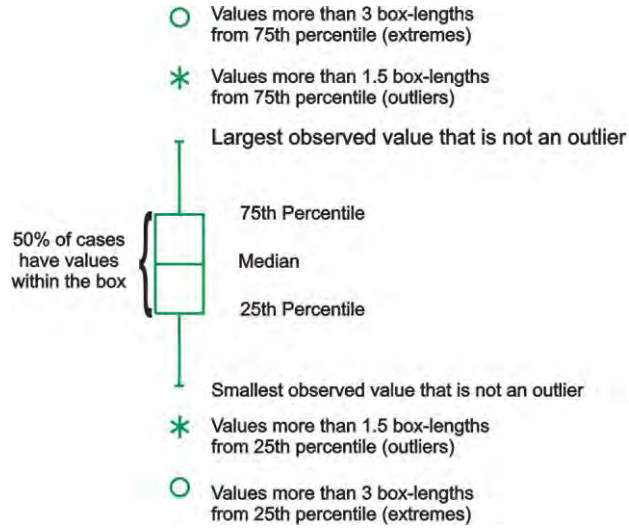 Values more than 3 box-lengths
from 75th percentile (extremes)
Values more than 1.5 box-lengths
from 75th percentile (outliers)
Largest observed value that is not an outlier
75th Percentile
50% of cases
have values
within the box
Median
25th Percentile
Smallest observed value that is not an outlier
Values more than 1.5 box-lengths
from 25th percentile (outliers)
Values more than 3 box-lengths
from 25th percentile (extremes)